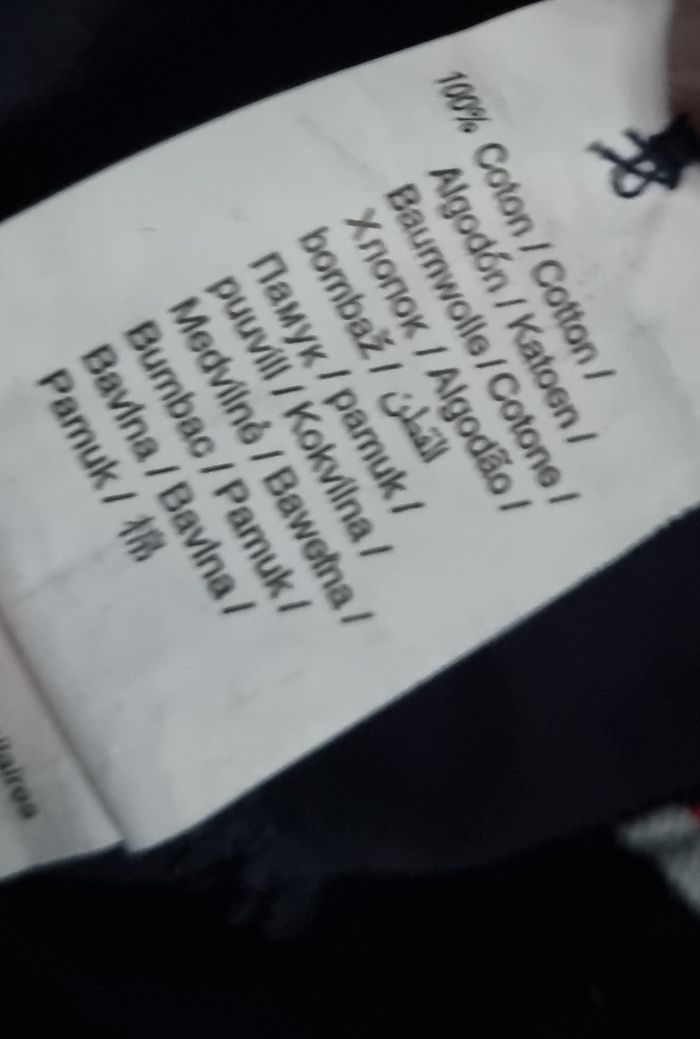 100% Coton / Cotton /
Algodón / Katoen /
Baumwolle / Cotone /
Хлопок / Algodão /
bombaž / القطن
Памук / pamuk /
puuvill / Kokvilna /
Medvilnė / Bawełna /
Bumbac / Pamuk /
Bavlna / Bavlna /
Pamuk / 棉